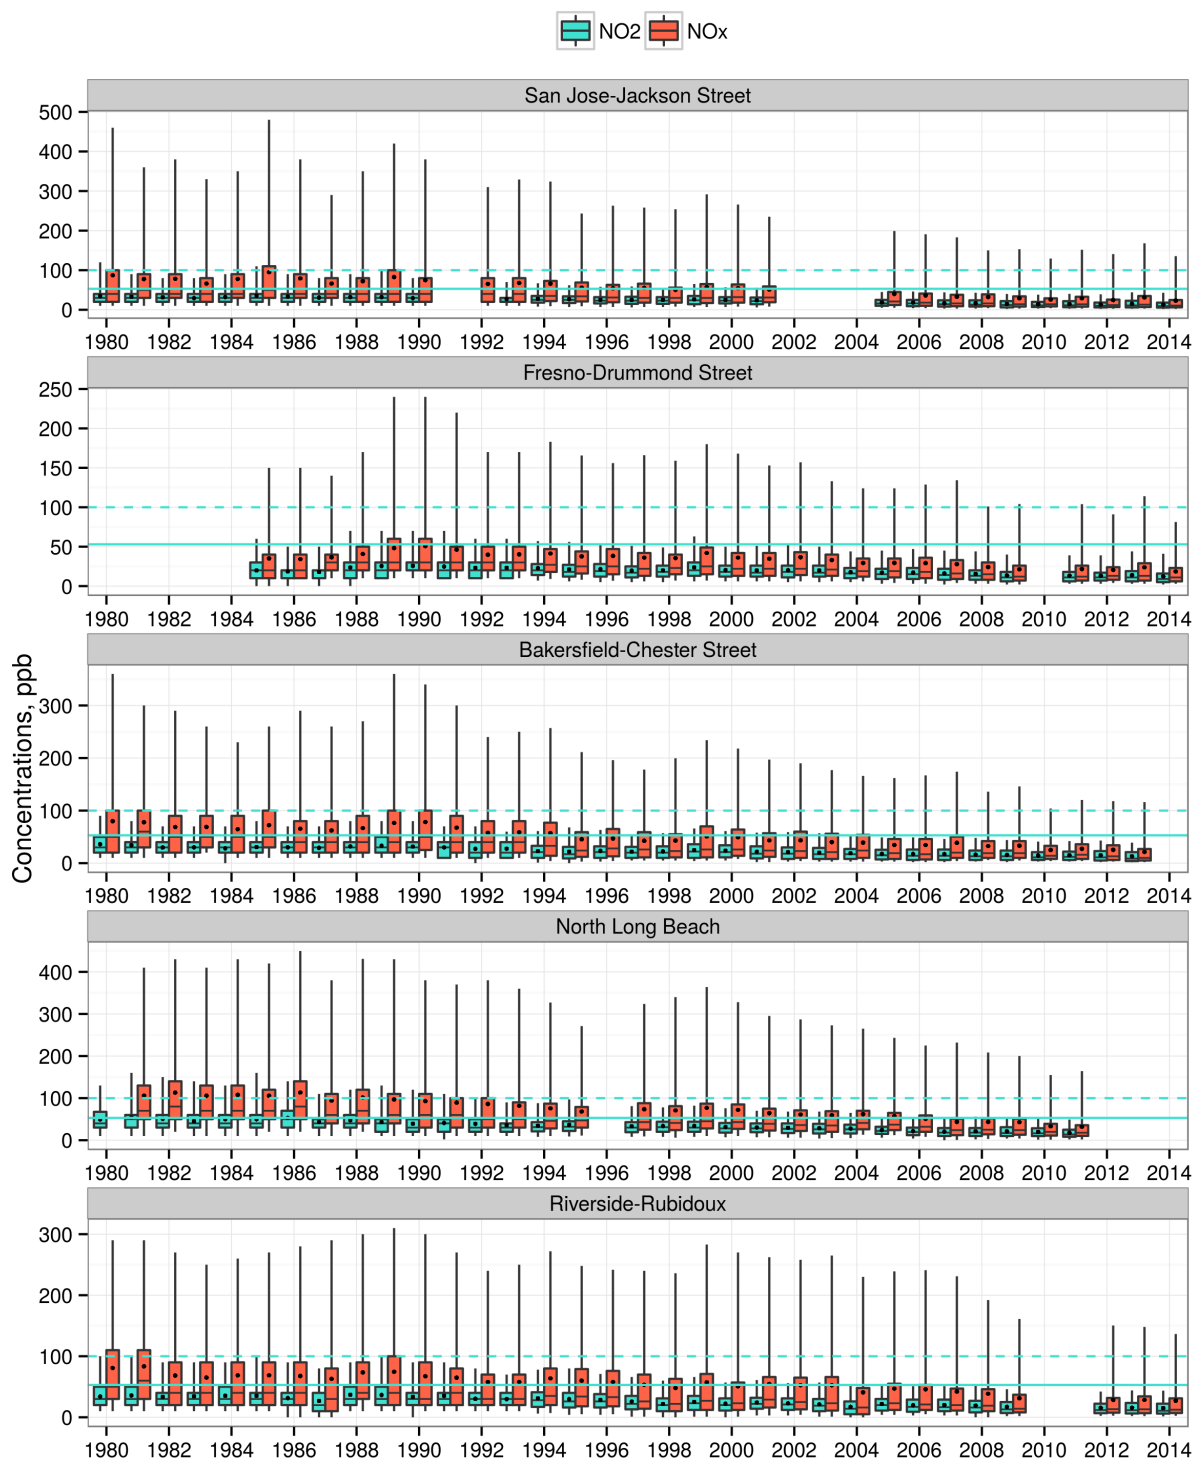 NO2 NOx
San Jose-Jackson Street
500
400
300
200
100
0
1980 1982 1984 1986 1988 1990 1992 1994 1996 1998 2000 2002 2004 2006 2008 2010 2012 2014
Fresno-Drummond Street
250
200
150
100
50
0
1980 1982 1984 1986 1988 1990 1992 1994 1996 1998 2000 2002 2004 2006 2008 2010 2012 2014
Concentrations, ppb
Bakersfield-Chester Street
300
200
100
0
1980 1982 1984 1986 1988 1990 1992 1994 1996 1998 2000 2002 2004 2006 2008 2010 2012 2014
North Long Beach
400
300
200
100
0
1980 1982 1984 1986 1988 1990 1992 1994 1996 1998 2000 2002 2004 2006 2008 2010 2012 2014
Riverside-Rubidoux
300
200
100
0
1980 1982 1984 1986 1988 1990 1992 1994 1996 1998 2000 2002 2004 2006 2008 2010 2012 2014